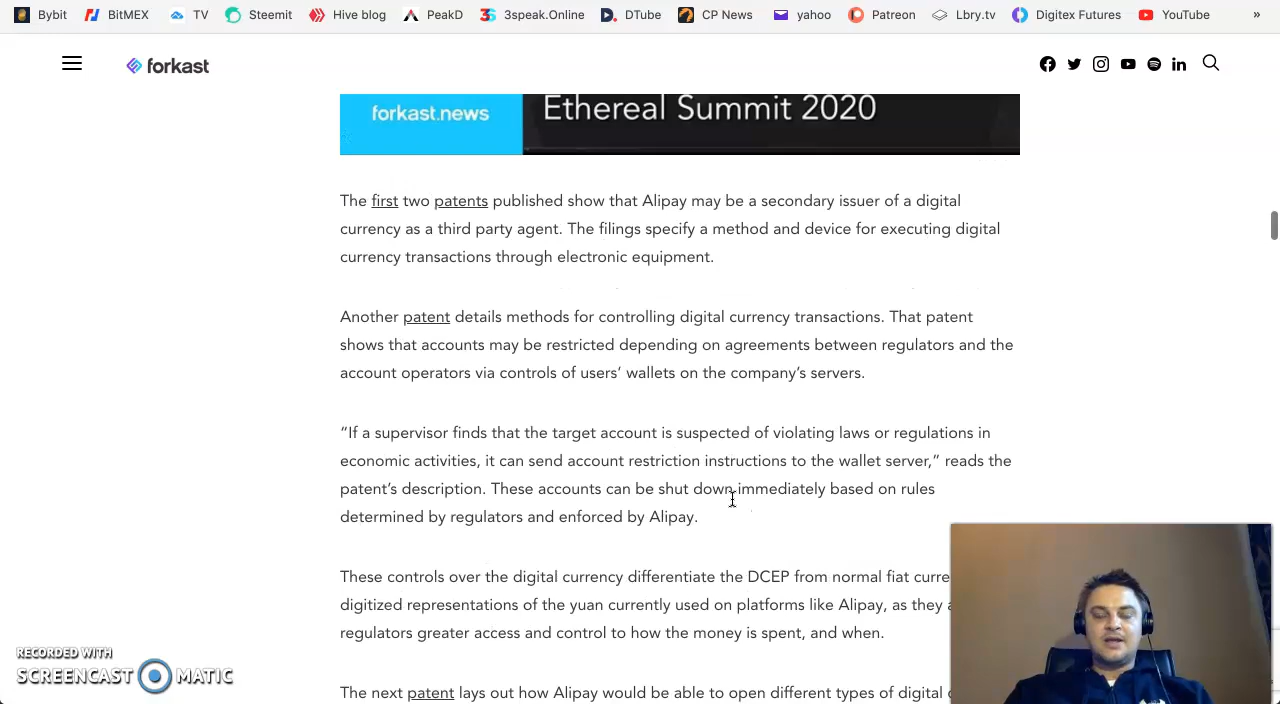 Bybit BitMEX TV Steemit Hive blog PeakD 3speak.Online DTube CP News yahoo Patreon Lbry.tv Digitex Futures YouTube »
forkast
forkast.news Ethereal Summit 2020
The first two patents published show that Alipay may be a secondary issuer of a digital
currency as a third party agent. The filings specify a method and device for executing digital
currency transactions through electronic equipment.
Another patent details methods for controlling digital currency transactions. That patent
shows that accounts may be restricted depending on agreements between regulators and the
account operators via controls of users’ wallets on the company’s servers.
“If a supervisor finds that the target account is suspected of violating laws or regulations in
economic activities, it can send account restriction instructions to the wallet server,” reads the
patent’s description. These accounts can be shut down immediately based on rules
determined by regulators and enforced by Alipay.
These controls over the digital currency differentiate the DCEP from normal fiat
digitized representations of the yuan currently used on platforms like Alipay, as they
regulators greater access and control to how the money is spent, and when.
The next patent lays out how Alipay would be able to open different types of digital
RECORDED WITH
SCREENCAST MATIC